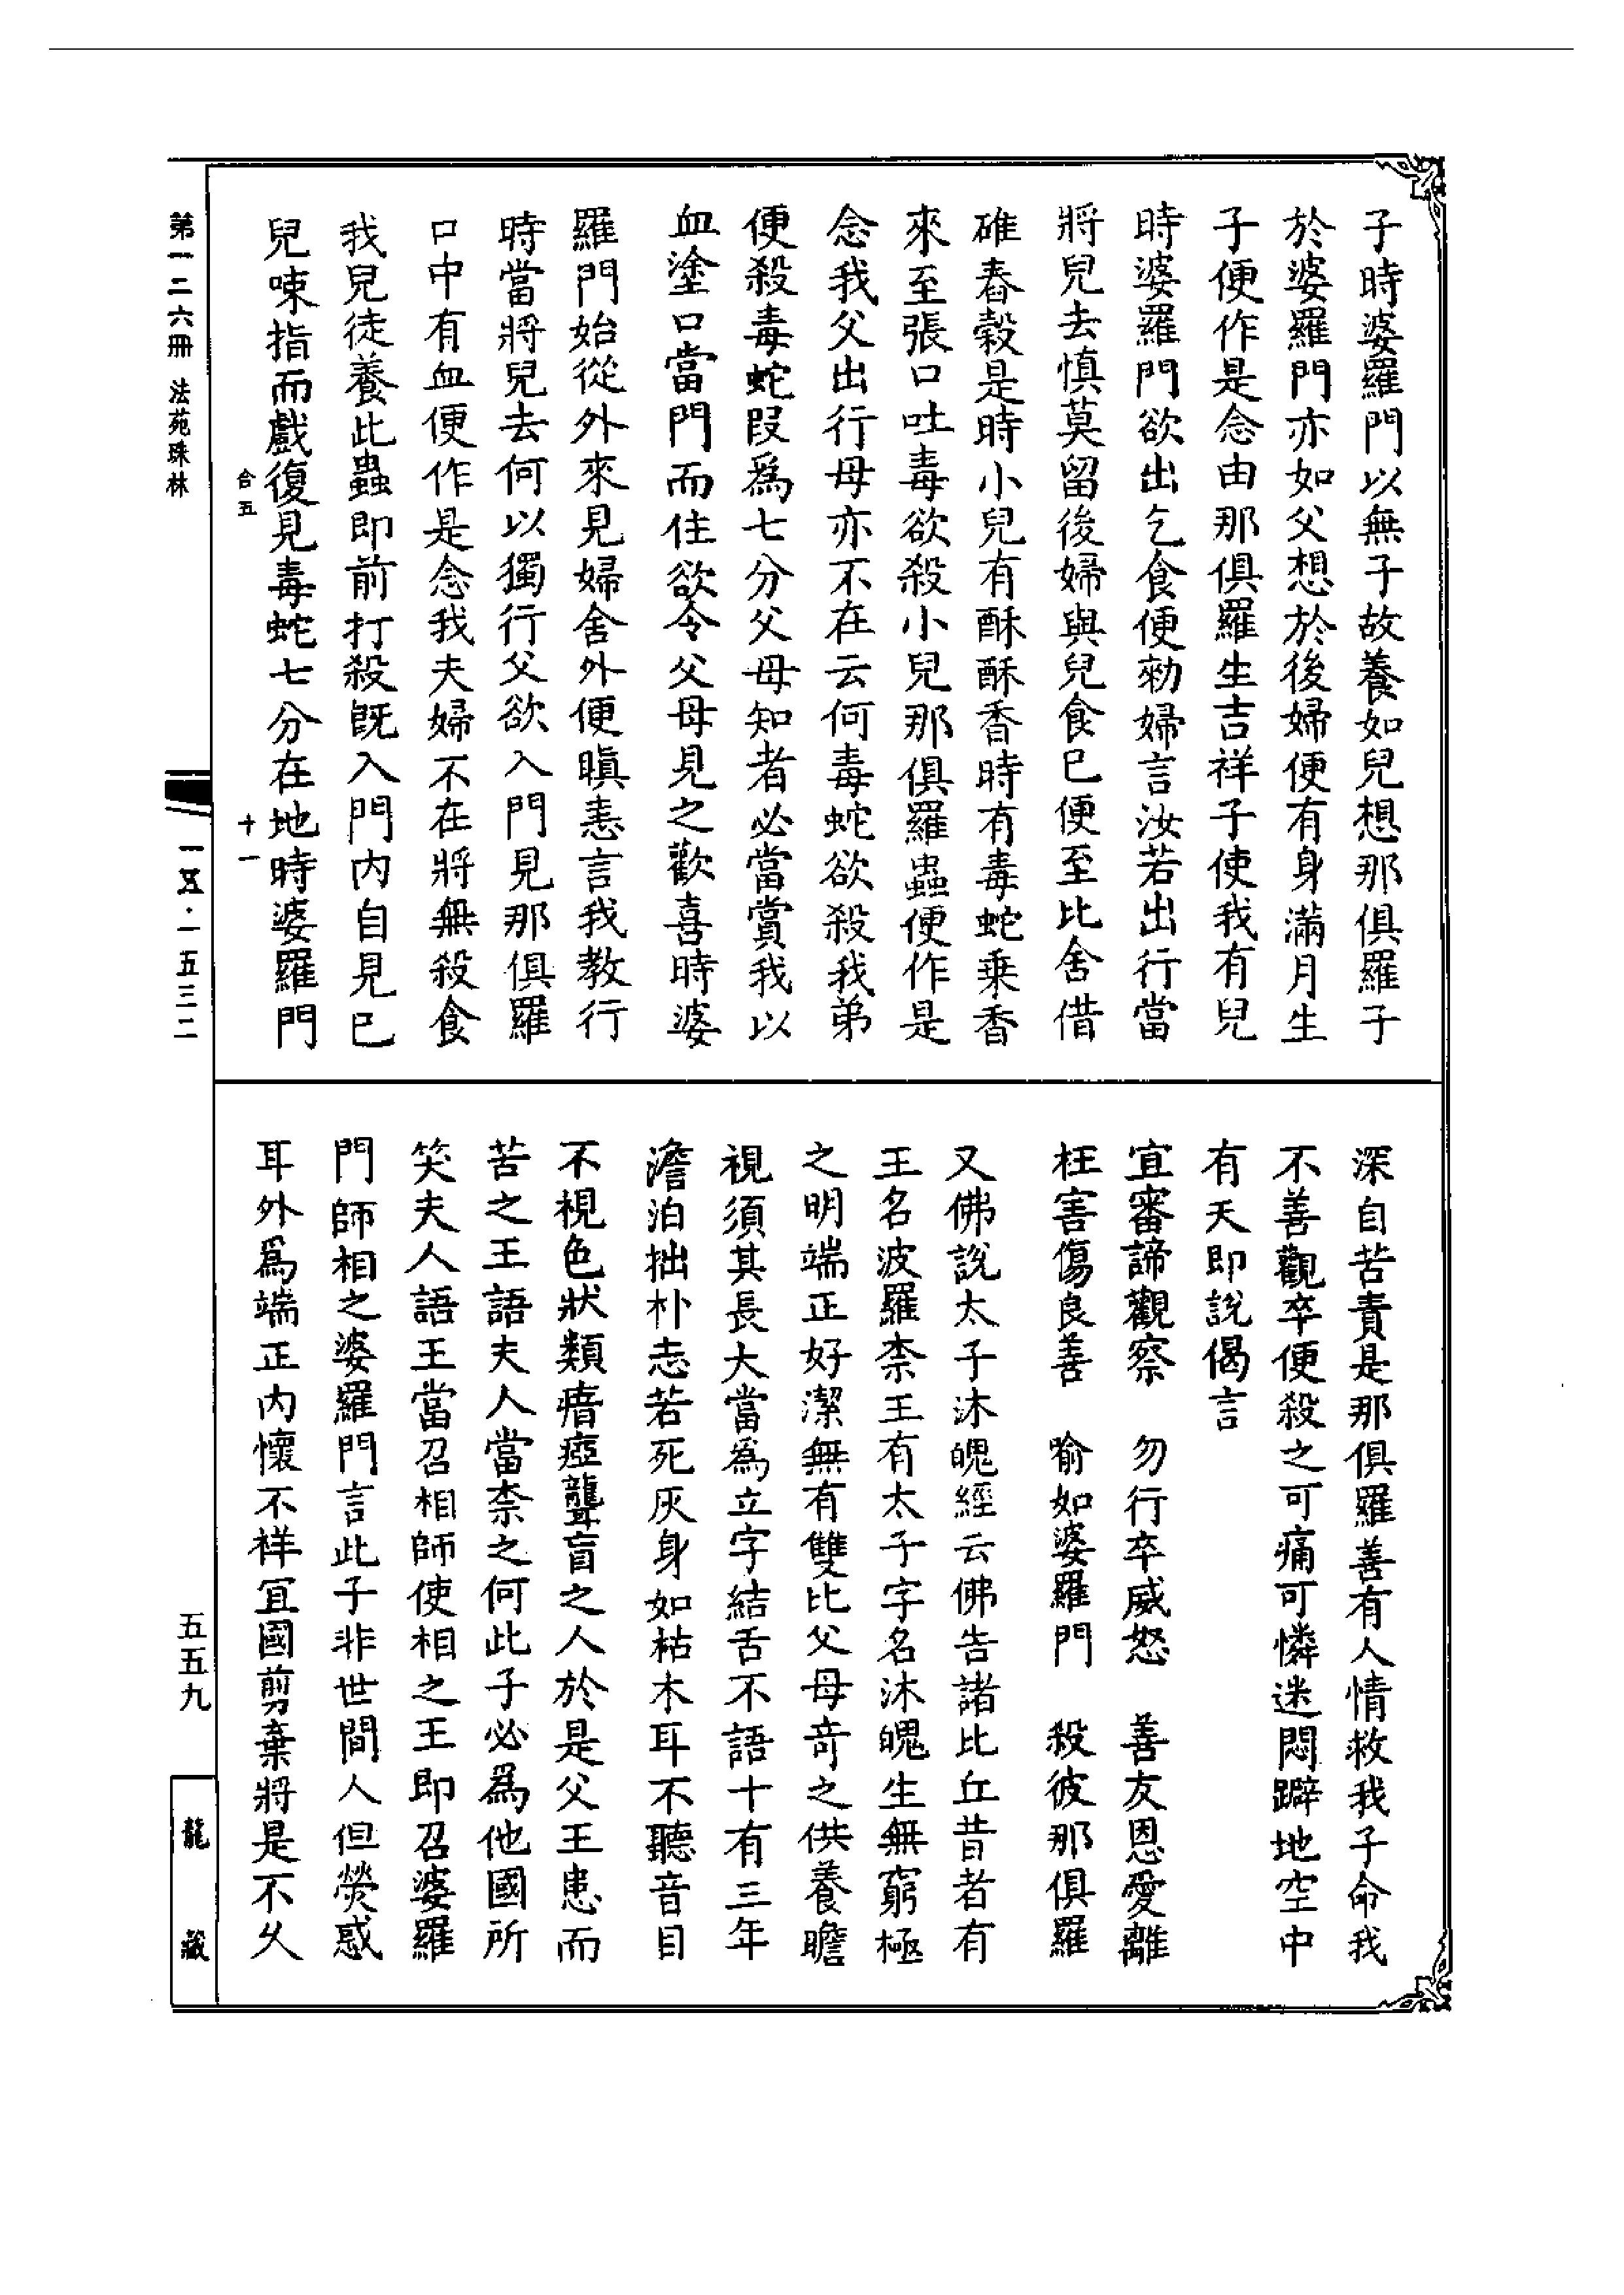 子時婆羅門以無子故養如兒想那俱羅子
於婆羅門亦如父想於後婦便有身滿月生
子便作是念由那俱羅生吉祥子使我有兒
時婆羅門欲出乞食便勑婦言汝若出行當
將兒去慎莫留後婦與兒食已便至比舍借
碓舂穀是時小兒有酥酥香時有毒蛇乗香
來至張口吐毒欲殺小兒那俱羅蟲便作是
念我父出行母亦不在云何毒蛇欲殺我弟
便殺毒蛇叚為七分父母知者必當賞我以
血塗口當門而住欲令父母見之歡喜時婆
羅門始從外來見婦舍外便瞋恚言我教行
時當將兒去何以獨行父欲入門見那俱羅
口中有血便作是念我夫婦不在將無殺食
我兒徒養此蟲即前打殺既入門内自見已
兒㖨指而戲復見毒蛇七分在地時婆羅門
深自苦責是那俱羅善有人情救我子命我
不善觀卒便殺之可痛可憐迷悶躃地空中
有天即說偈言
宜審諦觀察　勿行卒威怒　善友恩愛離
枉害傷良善　喻如婆羅門　殺彼那俱羅
又佛說太子沐魄經云佛告諸比丘昔者有
王名波羅柰王有太子字名沐魄生無窮極
之明端正好潔無有雙比父母奇之供養瞻
視須其長大當為立字結舌不語十有三年
澹泊拙朴志若死灰身如枯木耳不聽音目
不視色狀類瘖瘂聾盲之人於是父王患而
苦之王語夫人當柰之何此子必為他國所
笑夫人語王當召相師使相之王即召婆羅
門師相之婆羅門言此子非世間人但熒惑
耳外為端正内懷不祥宜國剪棄將是不久
合五
十一
第一二六冊 法苑珠林
一五·一五三二
五五九
龍藏